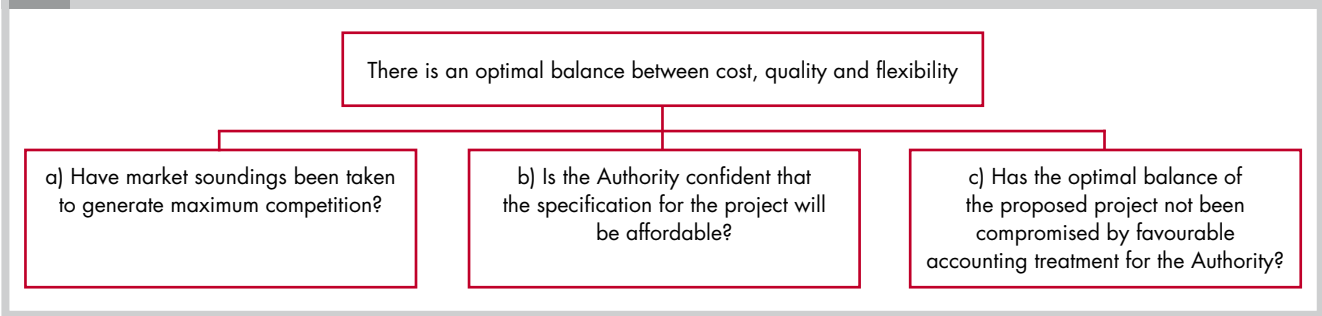 There is an optimal balance between cost, quality and flexibility
a) Have market soundings been taken
to generate maximum competition?
b) Is the Authority confident that
the specification for the project will
be affordable?
c) Has the optimal balance of
the proposed project not been
compromised by favourable
accounting treatment for the Authority?